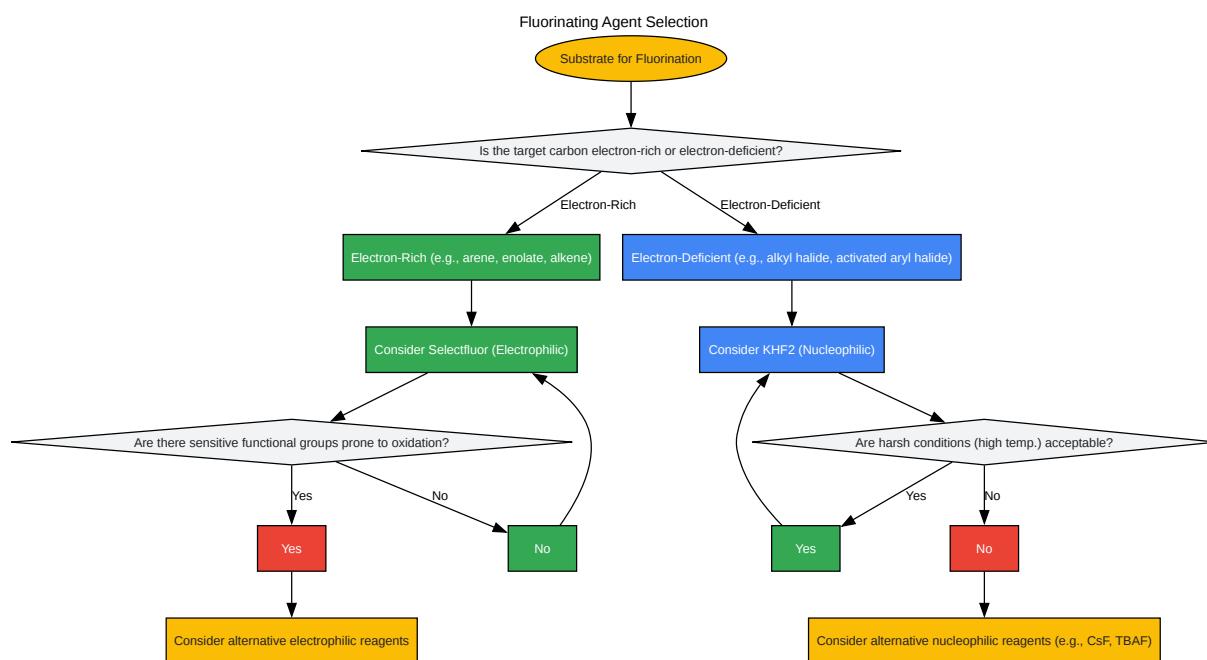 Fluorinating Agent Selection
Substrate for Fluorination
Is the target carbon electron-rich or electron-deficient?
Electron-Rich
Electron-Deficient
Electron-Rich (e.g., arene, enolate, alkene)
Electron-Deficient (e.g., alkyl halide, activated aryl halide)
Consider Selectfluor (Electrophilic)
Consider KHF2 (Nucleophilic)
Are there sensitive functional groups prone to oxidation?
Are harsh conditions (high temp.) acceptable?
Yes
No
Yes
No
Yes
No
Yes
No
Consider alternative electrophilic reagents
Consider alternative nucleophilic reagents (e.g., CsF, TBAF)